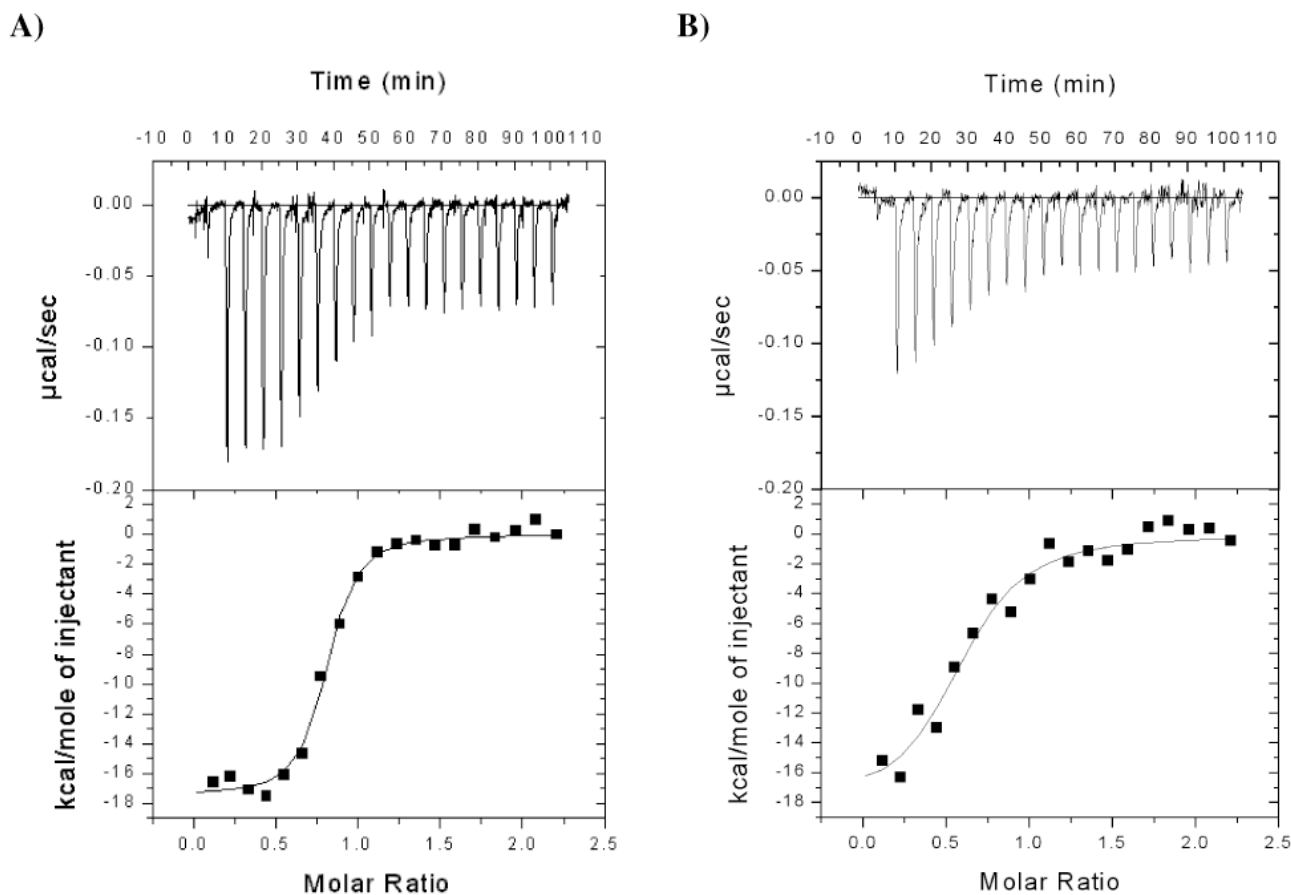 A)
Time (min)
-10 0 10 20 30 40 50 60 70 80 90 100 110
0.00
-0.05
-0.10
-0.15
-0.20
µcal/sec
2
0
-2
-4
-6
-8
-10
-12
-14
-16
-18
kcal/mole of injectant
0.0 0.5 1.0 1.5 2.0 2.5
Molar Ratio
B)
Time (min)
-10 0 10 20 30 40 50 60 70 80 90 100 110
0.00
-0.05
-0.10
-0.15
-0.20
µcal/sec
2
0
-2
-4
-6
-8
-10
-12
-14
-16
-18
kcal/mole of injectant
0.0 0.5 1.0 1.5 2.0 2.5
Molar Ratio